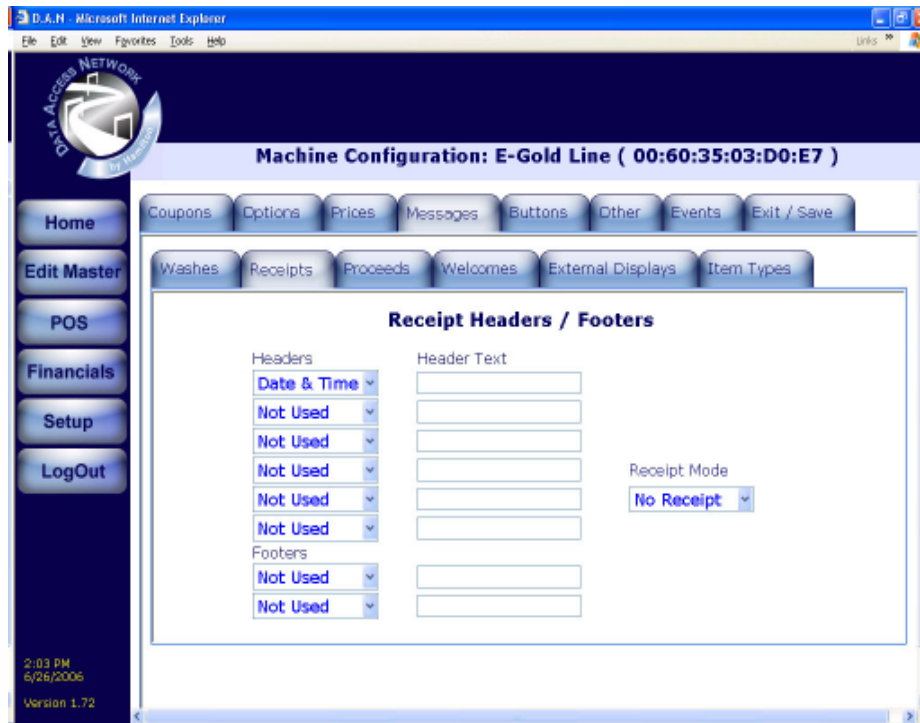 D.A.N - Microsoft Internet Explorer
File Edit View Favorites Tools Help
Links »
DATA ACCESS NETWORK
by Hamilton
Machine Configuration: E-Gold Line ( 00:60:35:03:D0:E7 )
Coupons Options Prices Messages Buttons Other Events Exit / Save
Washes Receipts Proceeds Welcomes External Displays Item Types
Home
Edit Master
POS
Financials
Setup
LogOut
Receipt Headers / Footers
Headers Header Text
Date & Time
Not Used
Not Used
Not Used
Not Used
Not Used
Receipt Mode
No Receipt
Footers
Not Used
Not Used
2:03 PM
6/26/2006
Version 1.72